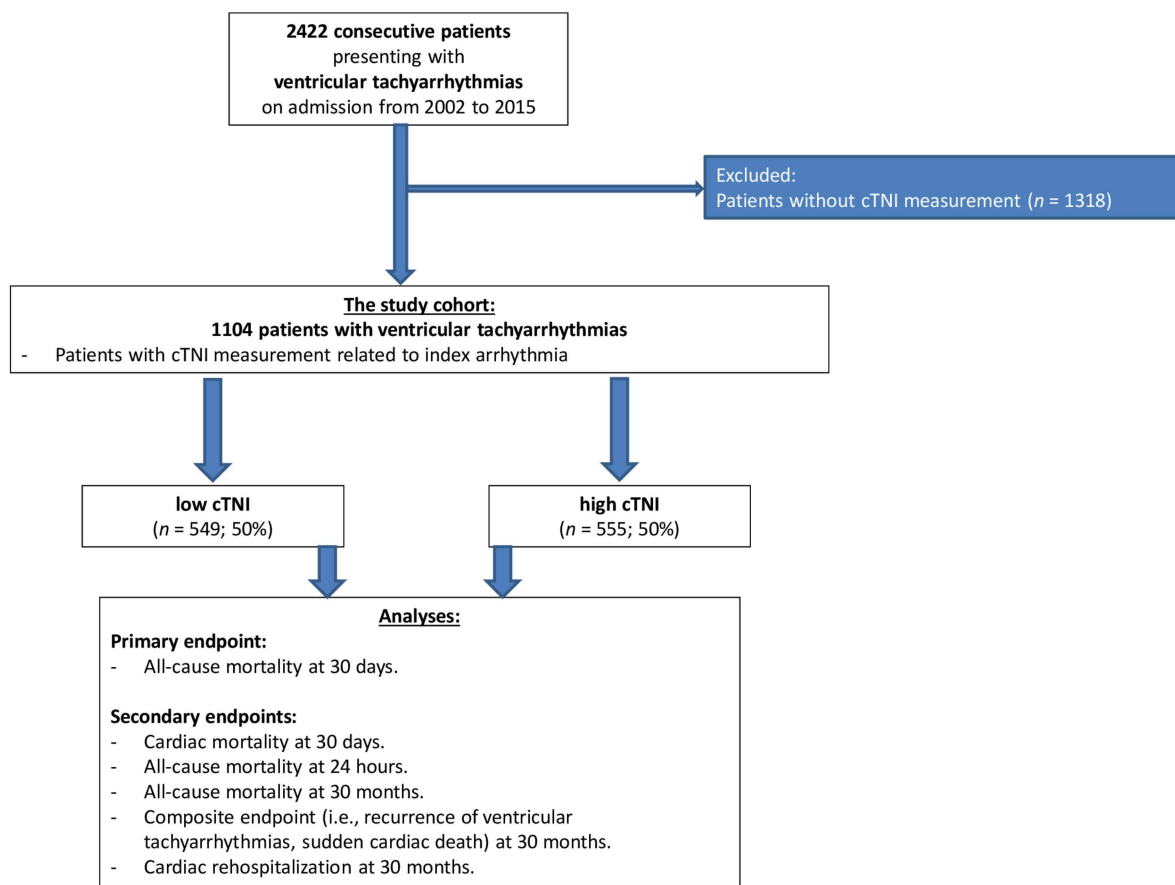 2422 consecutive patients
presenting with
ventricular tachyarrhythmias
on admission from 2002 to 2015
Excluded:
Patients without cTNI measurement (n = 1318)
The study cohort:
1104 patients with ventricular tachyarrhythmias
- Patients with cTNI measurement related to index arrhythmia
low cTNI
(n = 549; 50%)
high cTNI
(n = 555; 50%)
Analyses:
Primary endpoint:
- All-cause mortality at 30 days.
Secondary endpoints:
- Cardiac mortality at 30 days.
- All-cause mortality at 24 hours.
- All-cause mortality at 30 months.
- Composite endpoint (i.e., recurrence of ventricular
tachyarrhythmias, sudden cardiac death) at 30 months.
- Cardiac rehospitalization at 30 months.